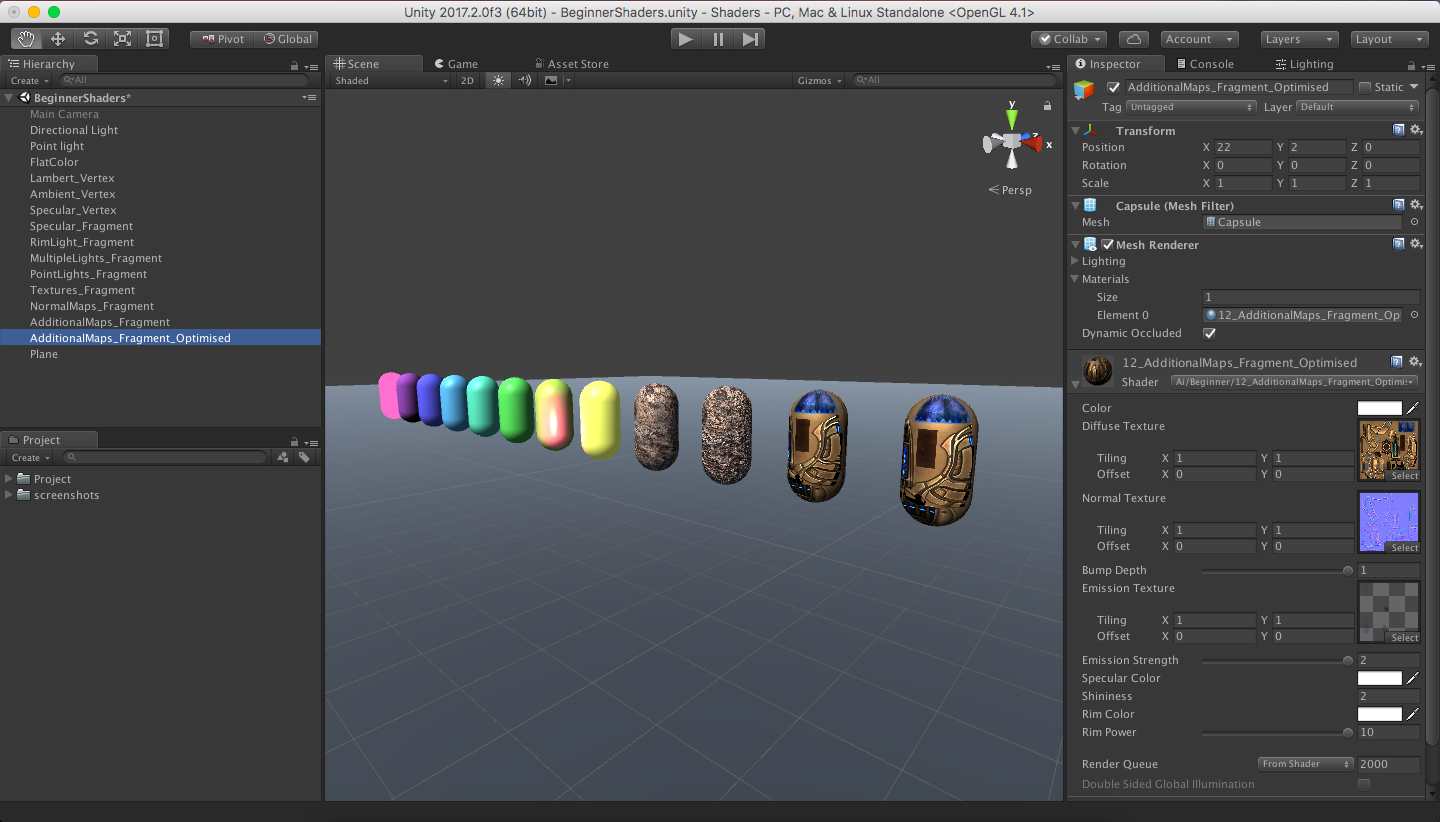 Unity 2017.2.0f3 (64bit) - BeginnerShaders.unity - Shaders - PC, Mac & Linux Standalone <OpenGL 4.1>
Pivot Global Collab Account Layers Layout
Hierarchy
Create All
BeginnerShaders*
Main Camera
Directional Light
Point light
FlatColor
Lambert_Vertex
Ambient_Vertex
Specular_Vertex
Specular_Fragment
RimLight_Fragment
MultipleLights_Fragment
PointLights_Fragment
Textures_Fragment
NormalMaps_Fragment
AdditionalMaps_Fragment
AdditionalMaps_Fragment_Optimised
Plane
Project
Create
Project
screenshots
Scene Game Asset Store
Shaded 2D Gizmos All
y
z
x
Persp
Inspector Console Lighting
AdditionalMaps_Fragment_Optimised Static
Tag Untagged Layer Default
Transform
Position X 22 Y 2 Z 0
Rotation X 0 Y 0 Z 0
Scale X 1 Y 1 Z 1
Capsule (Mesh Filter)
Mesh Capsule
Mesh Renderer
Lighting
Materials
Size 1
Element 0 12_AdditionalMaps_Fragment_Op
Dynamic Occluded
12_AdditionalMaps_Fragment_Optimised
Shader Ai/Beginner/12_AdditionalMaps_Fragment_Optimi
Color
Diffuse Texture
Tiling X 1 Y 1
Offset X 0 Y 0
Select
Normal Texture
Tiling X 1 Y 1
Offset X 0 Y 0
Select
Bump Depth 1
Emission Texture
Tiling X 1 Y 1
Offset X 0 Y 0
Select
Emission Strength 2
Specular Color
Shininess 2
Rim Color
Rim Power 10
Render Queue From Shader 2000
Double Sided Global Illumination